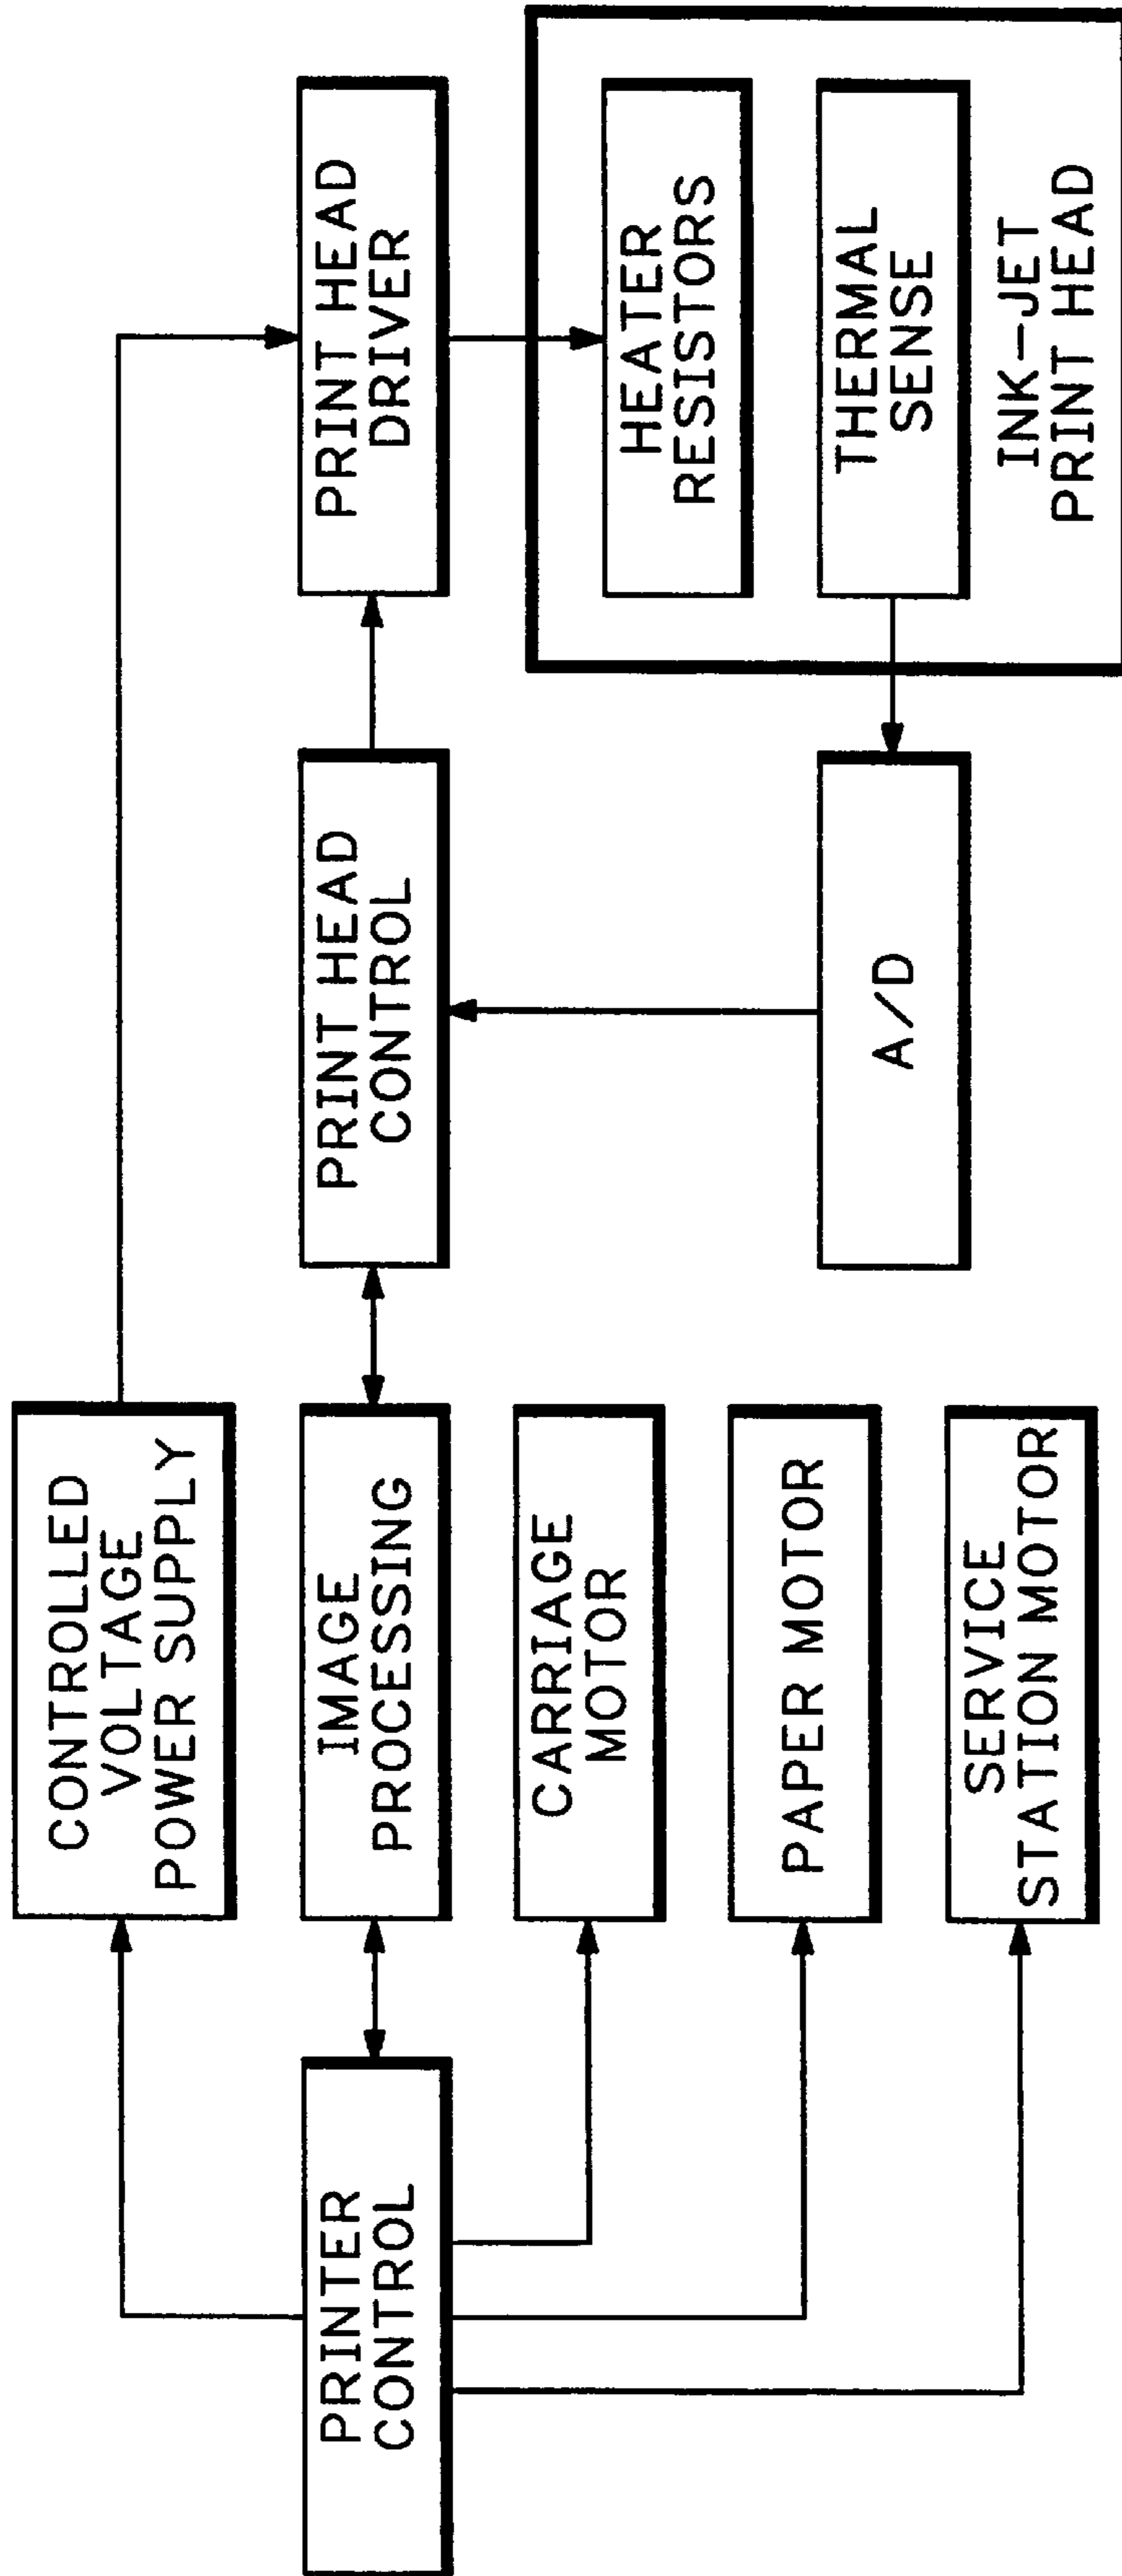 CONTROLLED
VOLTAGE
POWER SUPPLY
PRINTER
CONTROL
IMAGE
PROCESSING
PRINT HEAD
CONTROL
PRINT HEAD
DRIVER
CARRIAGE
MOTOR
HEATER
RESISTORS
PAPER MOTOR
A/D
THERMAL
SENSE
SERVICE
STATION MOTOR
INK-JET
PRINT HEAD